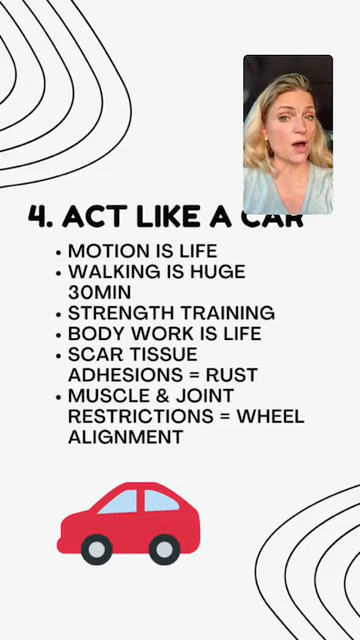 4. ACT LIKE A CAR
• MOTION IS LIFE
• WALKING IS HUGE
30MIN
• STRENGTH TRAINING
• BODY WORK IS LIFE
• SCAR TISSUE
ADHESIONS = RUST
• MUSCLE & JOINT
RESTRICTIONS = WHEEL
ALIGNMENT